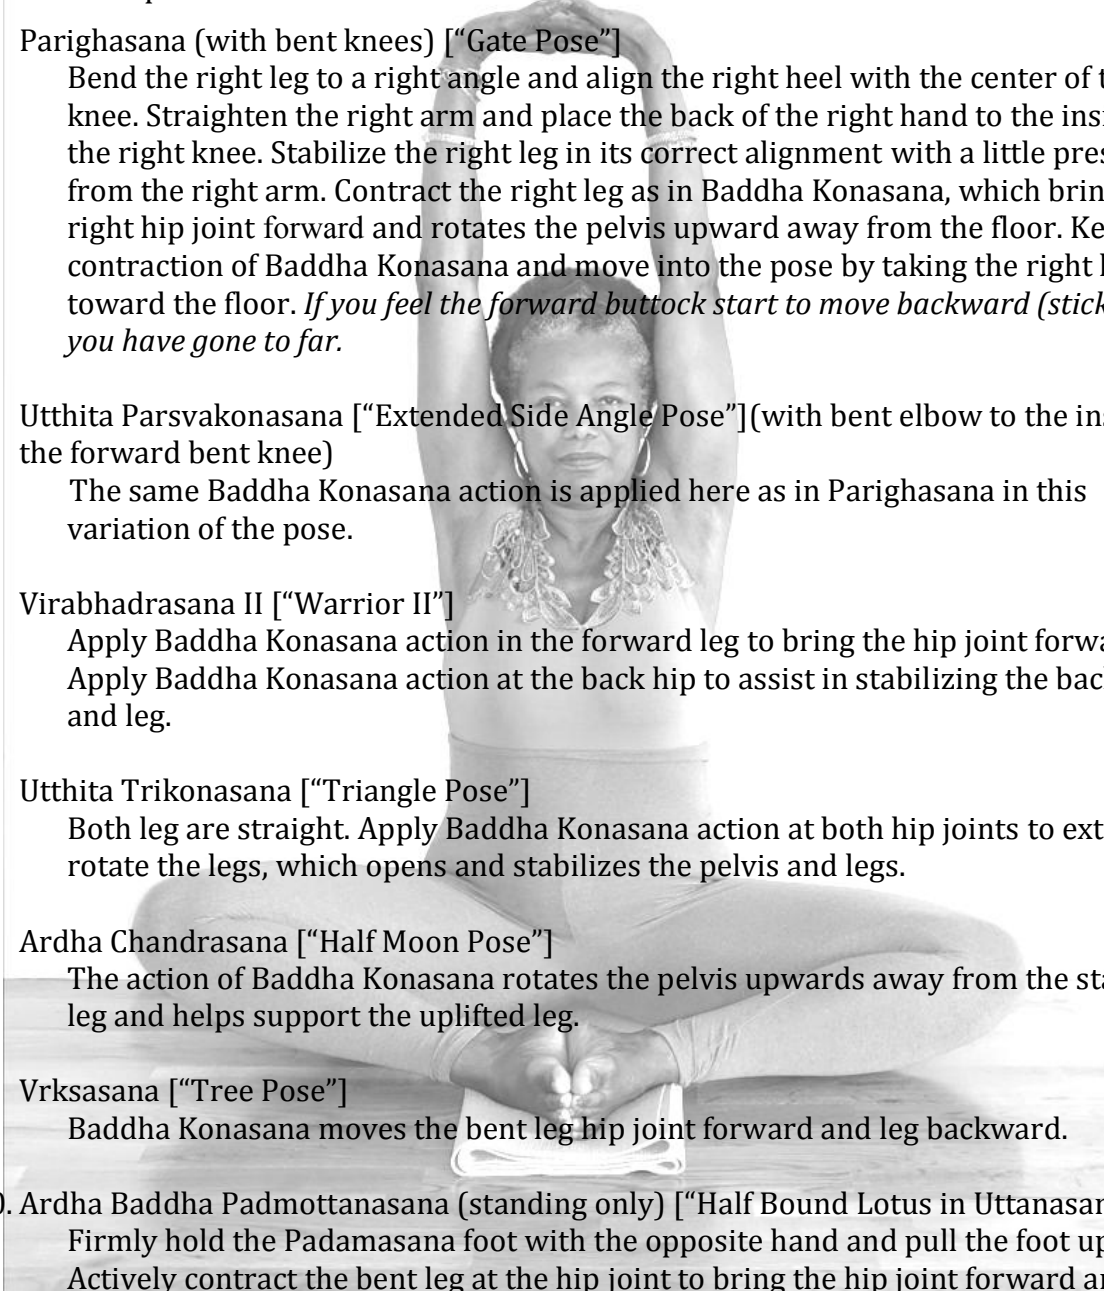 Parighasana (with bent knees) [“Gate Pose”]
Bend the right leg to a right angle and align the right heel with the center of
knee. Straighten the right arm and place the back of the right hand to the
the right knee. Stabilize the right leg in its correct alignment with a little
from the right arm. Contract the right leg as in Baddha Konasana, which
right hip joint forward and rotates the pelvis upward away from the floor.
contraction of Baddha Konasana and move into the pose by taking the right
toward the floor. If you feel the forward buttock start to move backward
you have gone to far.
Utthita Parsvakonasana [“Extended Side Angle Pose”](with bent elbow to the
the forward bent knee)
The same Baddha Konasana action is applied here as in Parighasana in this
variation of the pose.
Virabhadrasana II [“Warrior II”]
Apply Baddha Konasana action in the forward leg to bring the hip joint
Apply Baddha Konasana action at the back hip to assist in stabilizing the
and leg.
Utthita Trikonasana [“Triangle Pose”]
Both leg are straight. Apply Baddha Konasana action at both hip joints to
rotate the legs, which opens and stabilizes the pelvis and legs.
Ardha Chandrasana [“Half Moon Pose”]
The action of Baddha Konasana rotates the pelvis upwards away from the
leg and helps support the uplifted leg.
Vrksasana [“Tree Pose”]
Baddha Konasana moves the bent leg hip joint forward and leg backward.
Ardha Baddha Padmottanasana (standing only) [“Half Bound Lotus in
Firmly hold the Padamasana foot with the opposite hand and pull the foot
Actively contract the bent leg at the hip joint to bring the hip joint forward